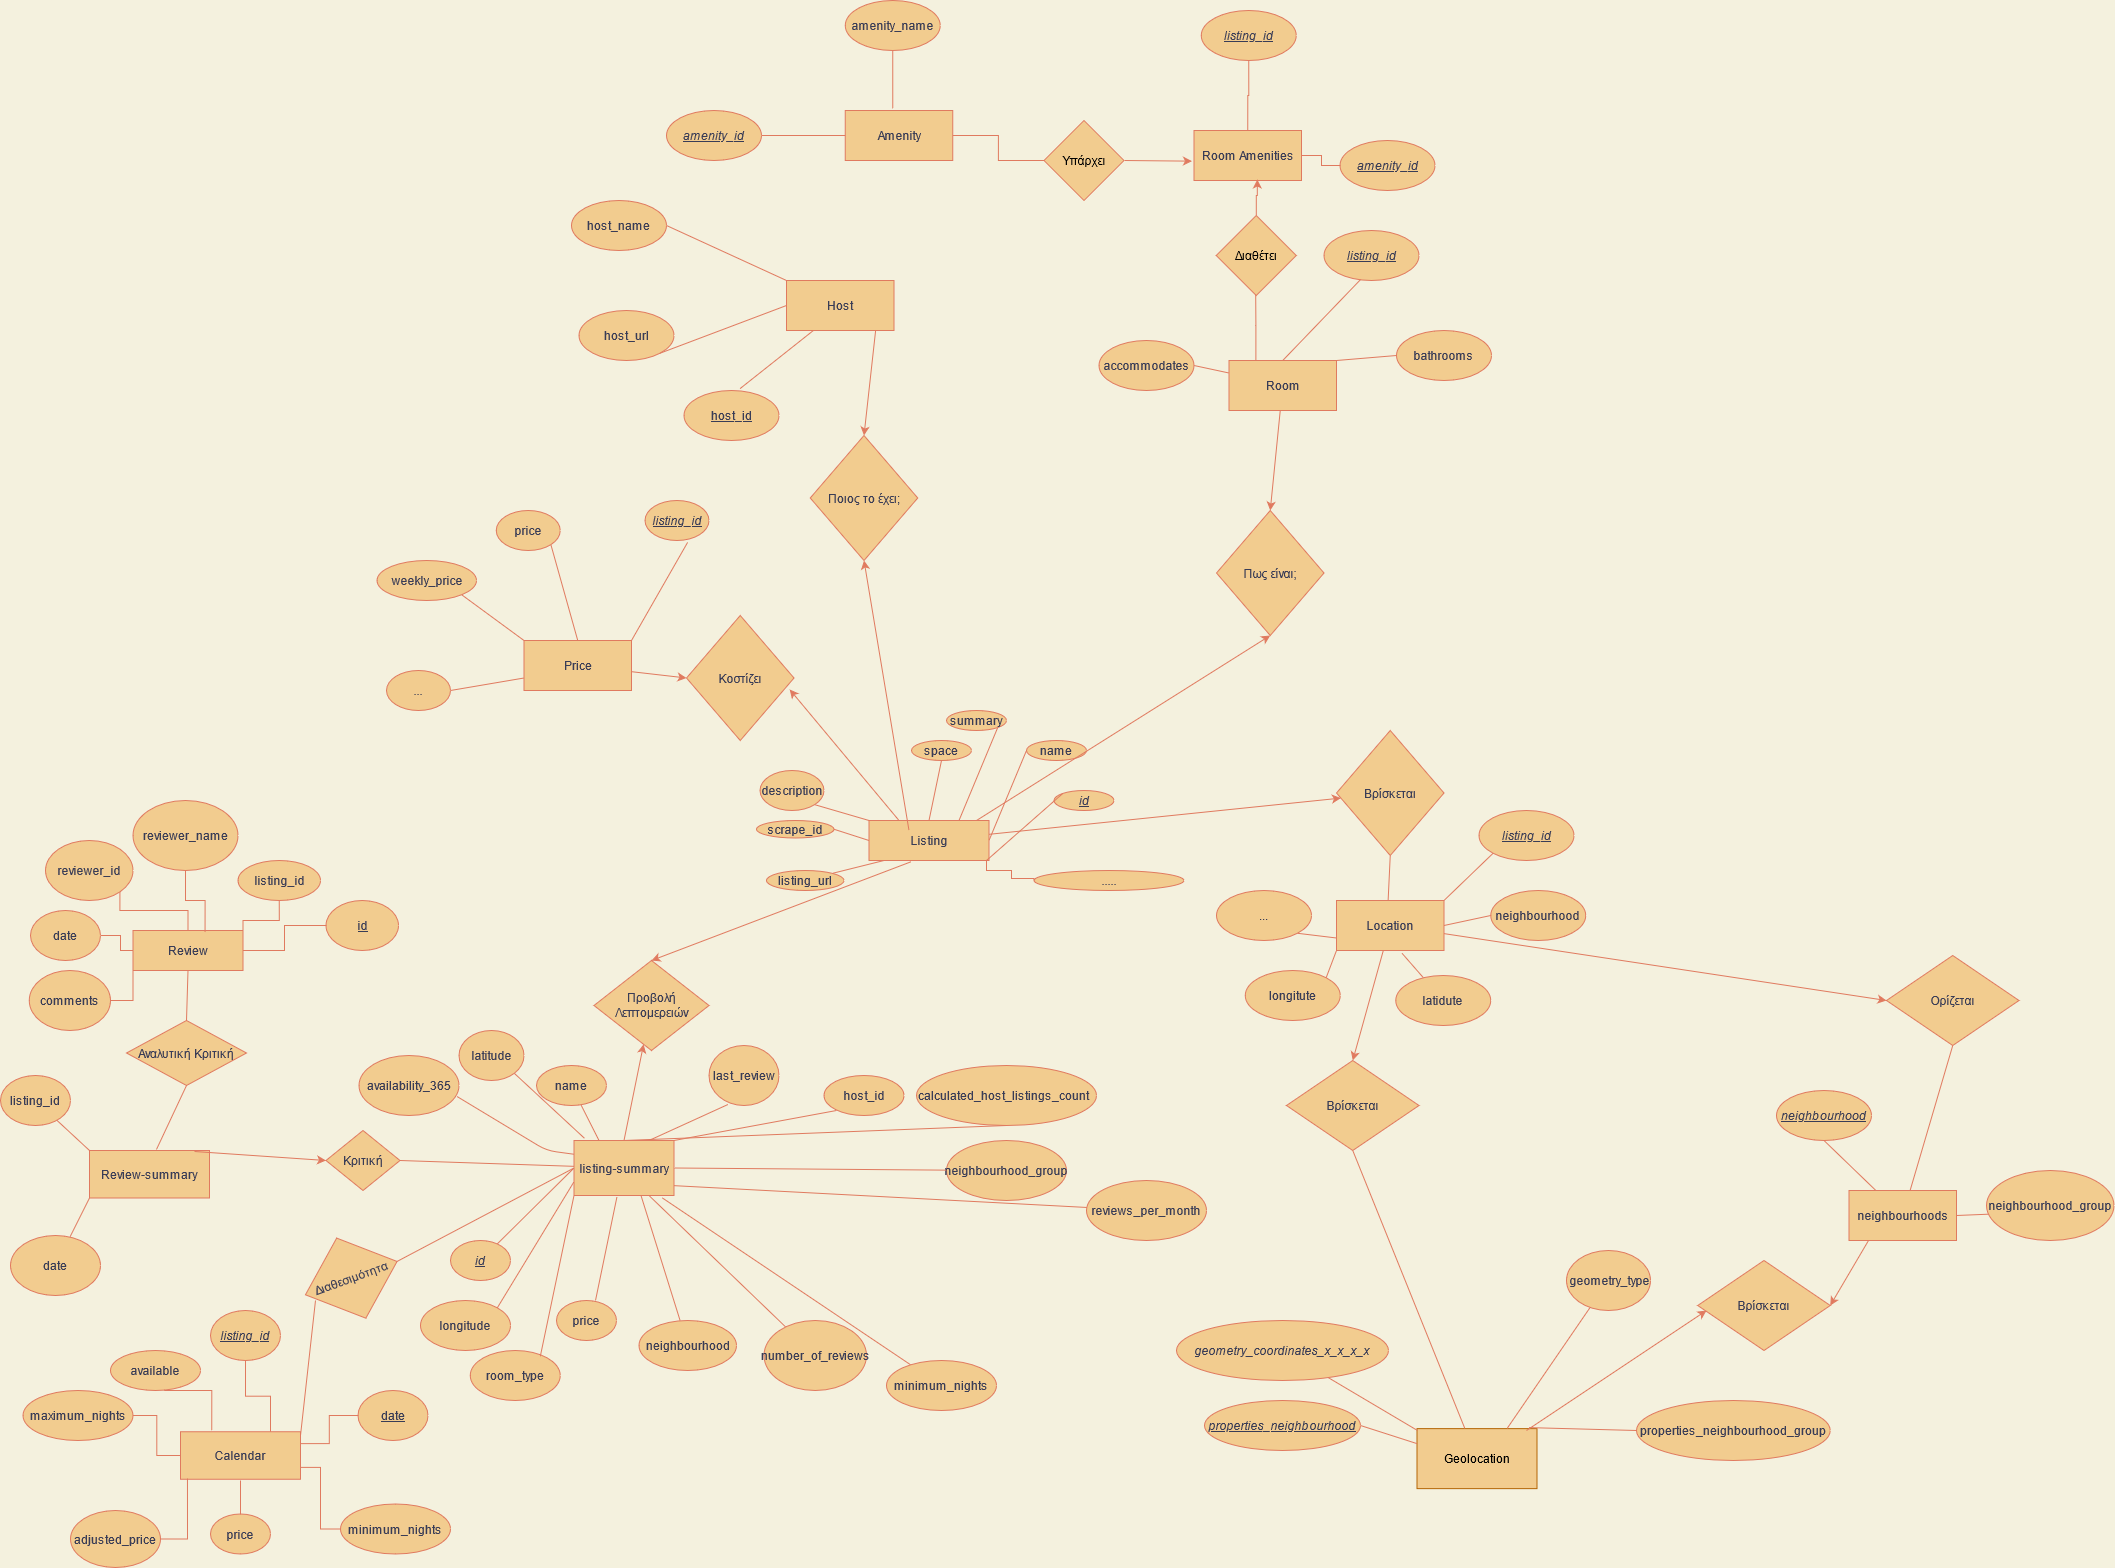 amenity_name
listing_id
amenity_id
Amenity
Υπάρχει
Room Amenities
amenity_id
host_name
Διαθέτει
listing_id
Host
host_url
accommodates
Room
bathrooms
host_id
Ποιος το έχει;
price
listing_id
weekly_price
Πως είναι;
Price
Κοστίζει
...
summary
space
name
description
id
Βρίσκεται
scrape_id
Listing
listing_url
.....
reviewer_name
listing_id
reviewer_id
listing_id
id
...
neighbourhood
Location
date
Review
comments
longitute
latidute
Ορίζεται
Προβολή
Λεπτομερειών
Αναλυτική Κριτική
latitude
availability_365
name
last_review
host_id
calculated_host_listings_count
Βρίσκεται
listing_id
neighbourhood
Review-summary
Κριτική
listing-summary
neighbourhood_group
reviews_per_month
neighbourhoods
neighbourhood_group
date
Διαθεσιμότητα
id
geometry_type
Βρίσκεται
listing_id
longitude
price
neighbourhood
number_of_reviews
geometry_coordinates_x_x_x_x
available
room_type
minimum_nights
maximum_nights
date
properties_neighbourhood
properties_neighbourhood_group
Calendar
Geolocation
adjusted_price
price
minimum_nights